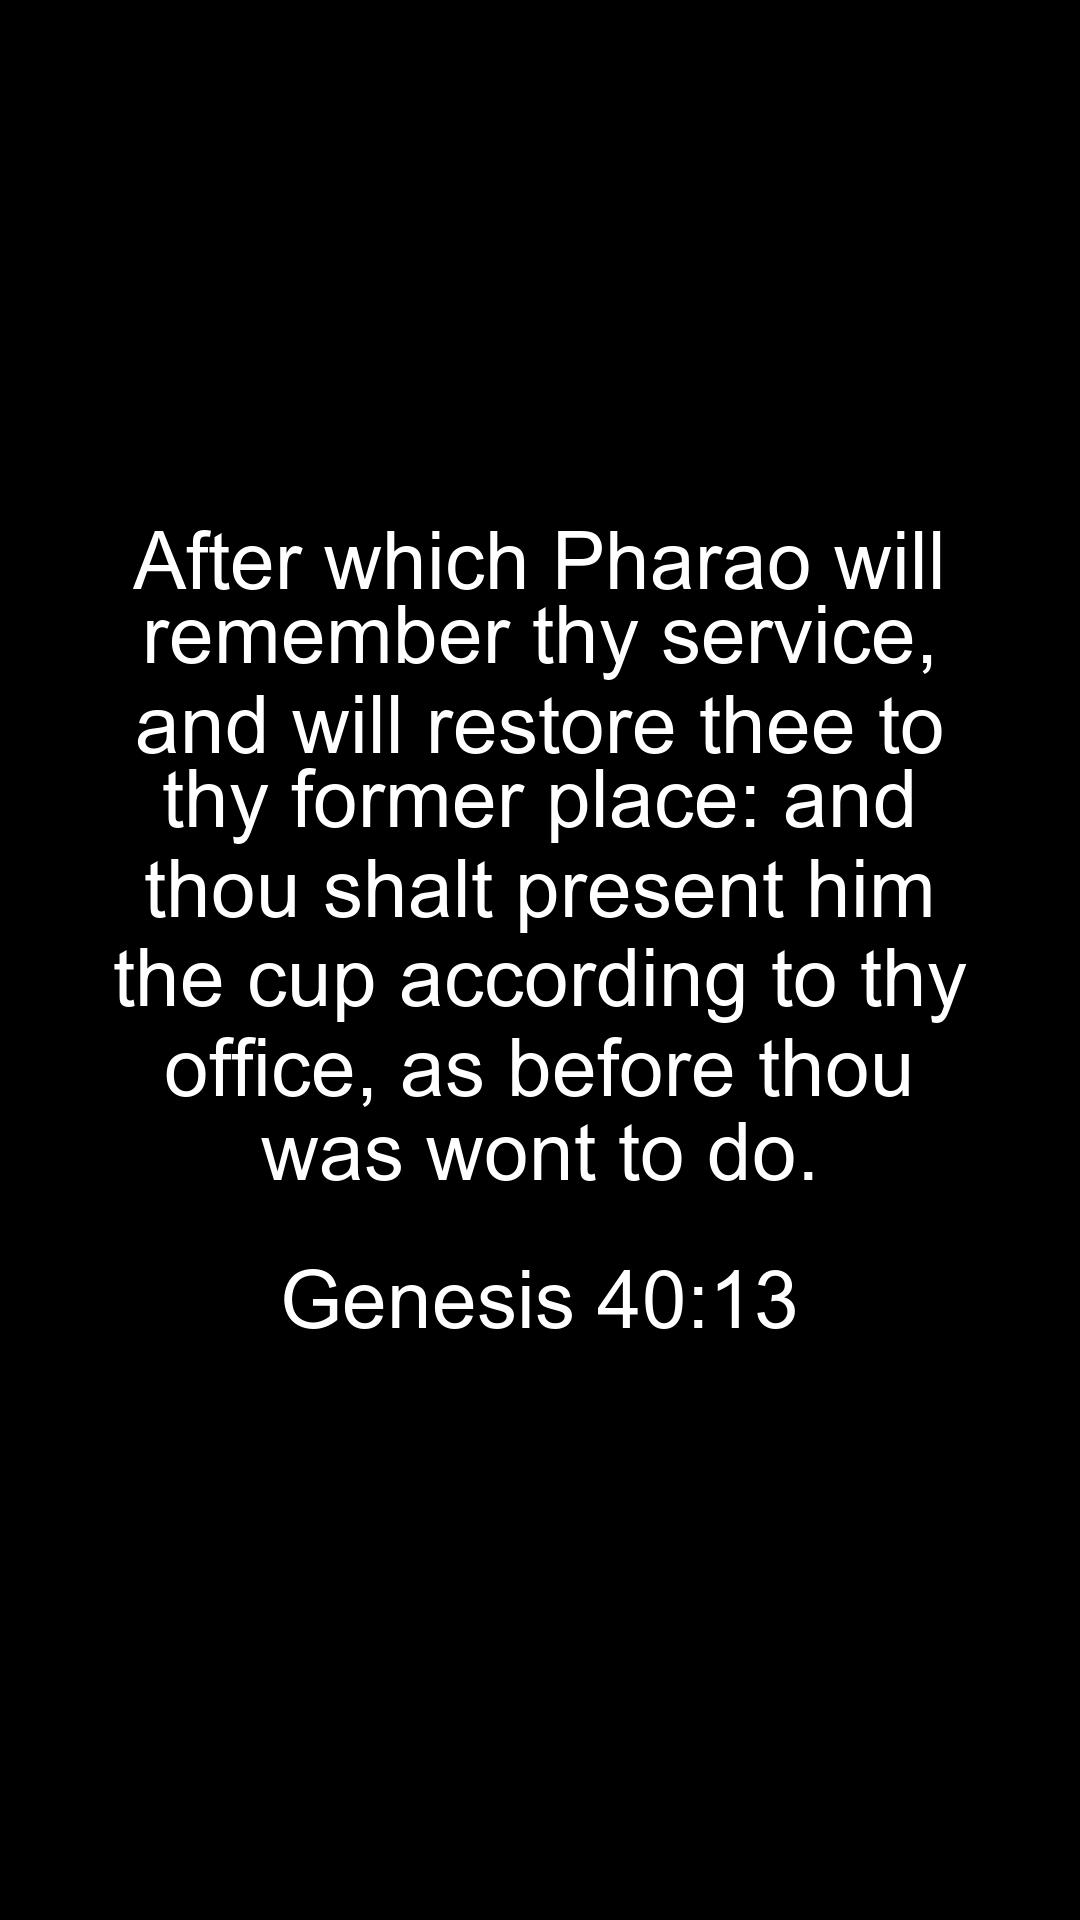 After which Pharao will
remember thy service,
and will restore thee to
thy former place: and
thou shalt present him
the cup according to thy
office, as before thou
was wont to do.
Genesis 40:13